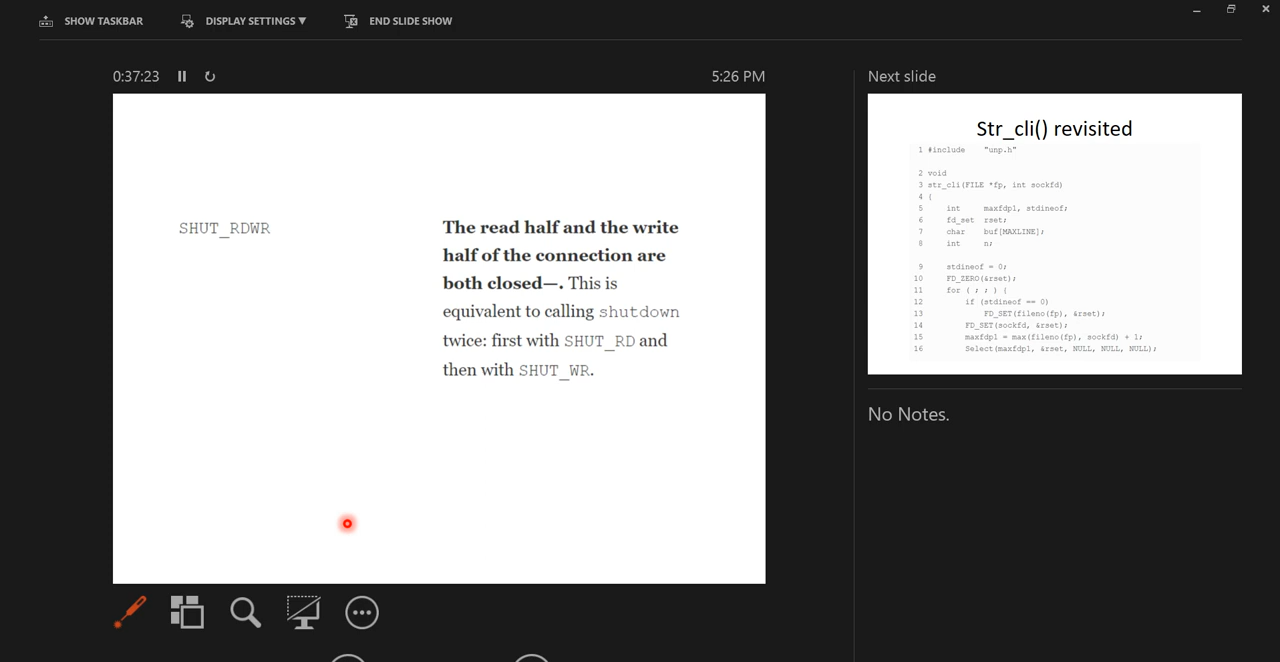 SHOW TASKBAR
DISPLAY SETTINGS ▼
END SLIDE SHOW
0:37:23
5:26 PM
SHUT_RDWR
The read half and the write
half of the connection are
both closed—. This is
equivalent to calling shutdown
twice: first with SHUT_RD and
then with SHUT_WR.
Next slide
Str_cli() revisited
1 #include "unp.h"
2 void
3 str_cli(FILE *fp, int sockfd)
4 {
5 int maxfdp1, stdineof;
6 fd_set rset;
7 char buf[MAXLINE];
8 int n;
9 stdineof = 0;
10 FD_ZERO(&rset);
11 for ( ; ; ) {
12 if (stdineof == 0)
13 FD_SET(fileno(fp), &rset);
14 FD_SET(sockfd, &rset);
15 maxfdp1 = max(fileno(fp), sockfd) + 1;
16 Select(maxfdp1, &rset, NULL, NULL, NULL);
No Notes.